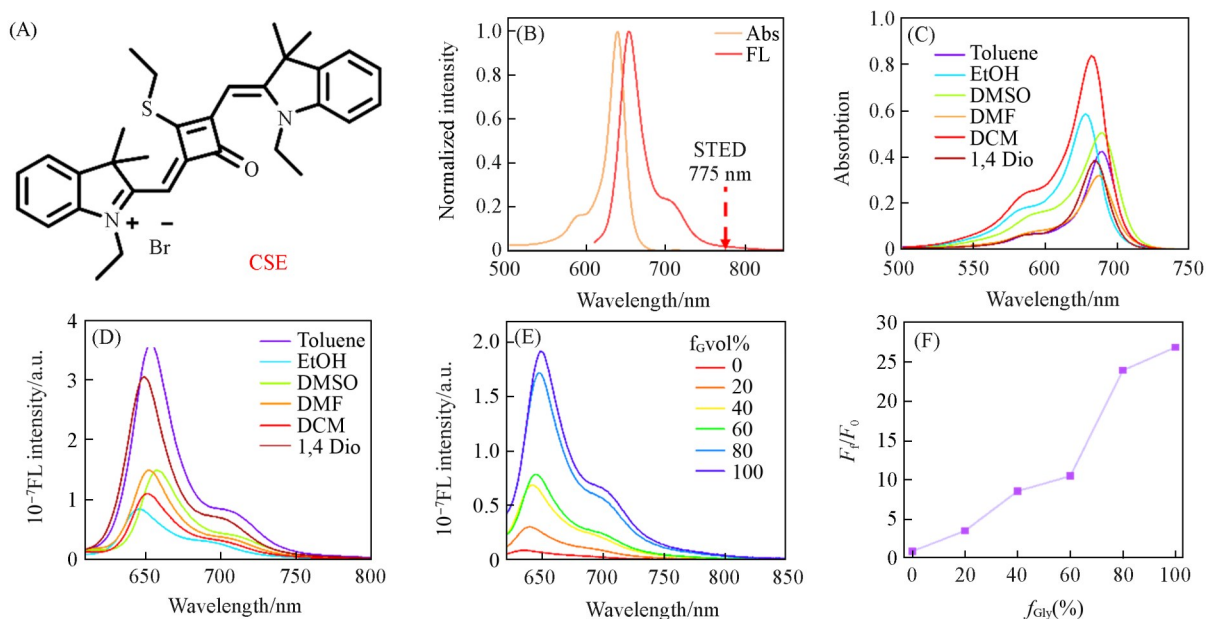 (A)
S
N
O
N
+
−
Br
CSE
(B)
Abs
FL
STED
775 nm
Normalized intensity
1.0
0.8
0.6
0.4
0.2
0
500
600
700
800
Wavelength/nm
(C)
Toluene
EtOH
DMSO
DMF
DCM
1,4 Dio
Absorbtion
1.0
0.8
0.6
0.4
0.2
0
500
550
600
690
700
750
Wavelength/nm
(D)
Toluene
EtOH
DMSO
DMF
DCM
1,4 Dio
10⁻⁷FL intensity/a.u.
4
3
2
1
0
650
700
750
800
Wavelength/nm
(E)
f_Gvol%
0
20
40
60
80
100
10⁻⁷FL intensity/a.u.
2.0
1.5
1.0
0.5
0
650
700
750
800
850
Wavelength/nm
(F)
F_f/F_0
30
25
20
15
10
5
0
0
20
40
60
80
100
f_Gly(%)